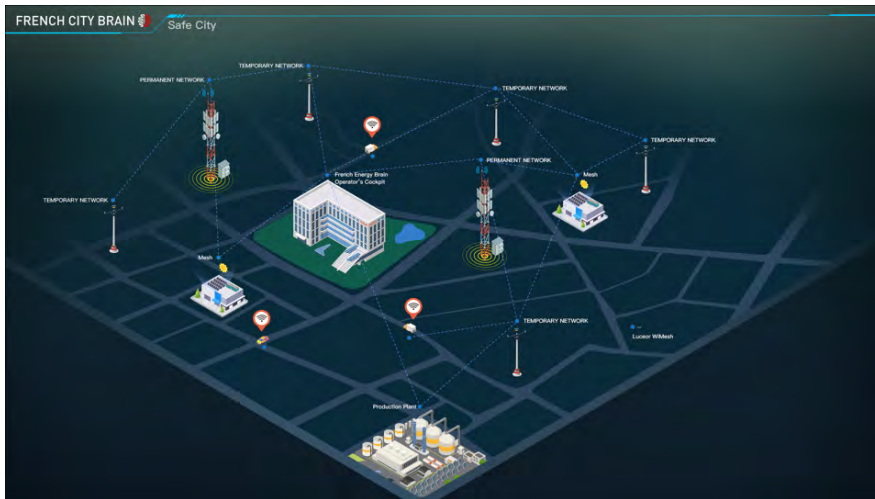 FRENCH CITY BRAIN
Safe City
TEMPORARY NETWORK
PERMANENT NETWORK
TEMPORARY NETWORK
TEMPORARY NETWORK
PERMANENT NETWORK
Mesh
French Energy Brain
Operator's Cockpit
TEMPORARY NETWORK
Mesh
TEMPORARY NETWORK
Luceor WiMesh
Production Plant